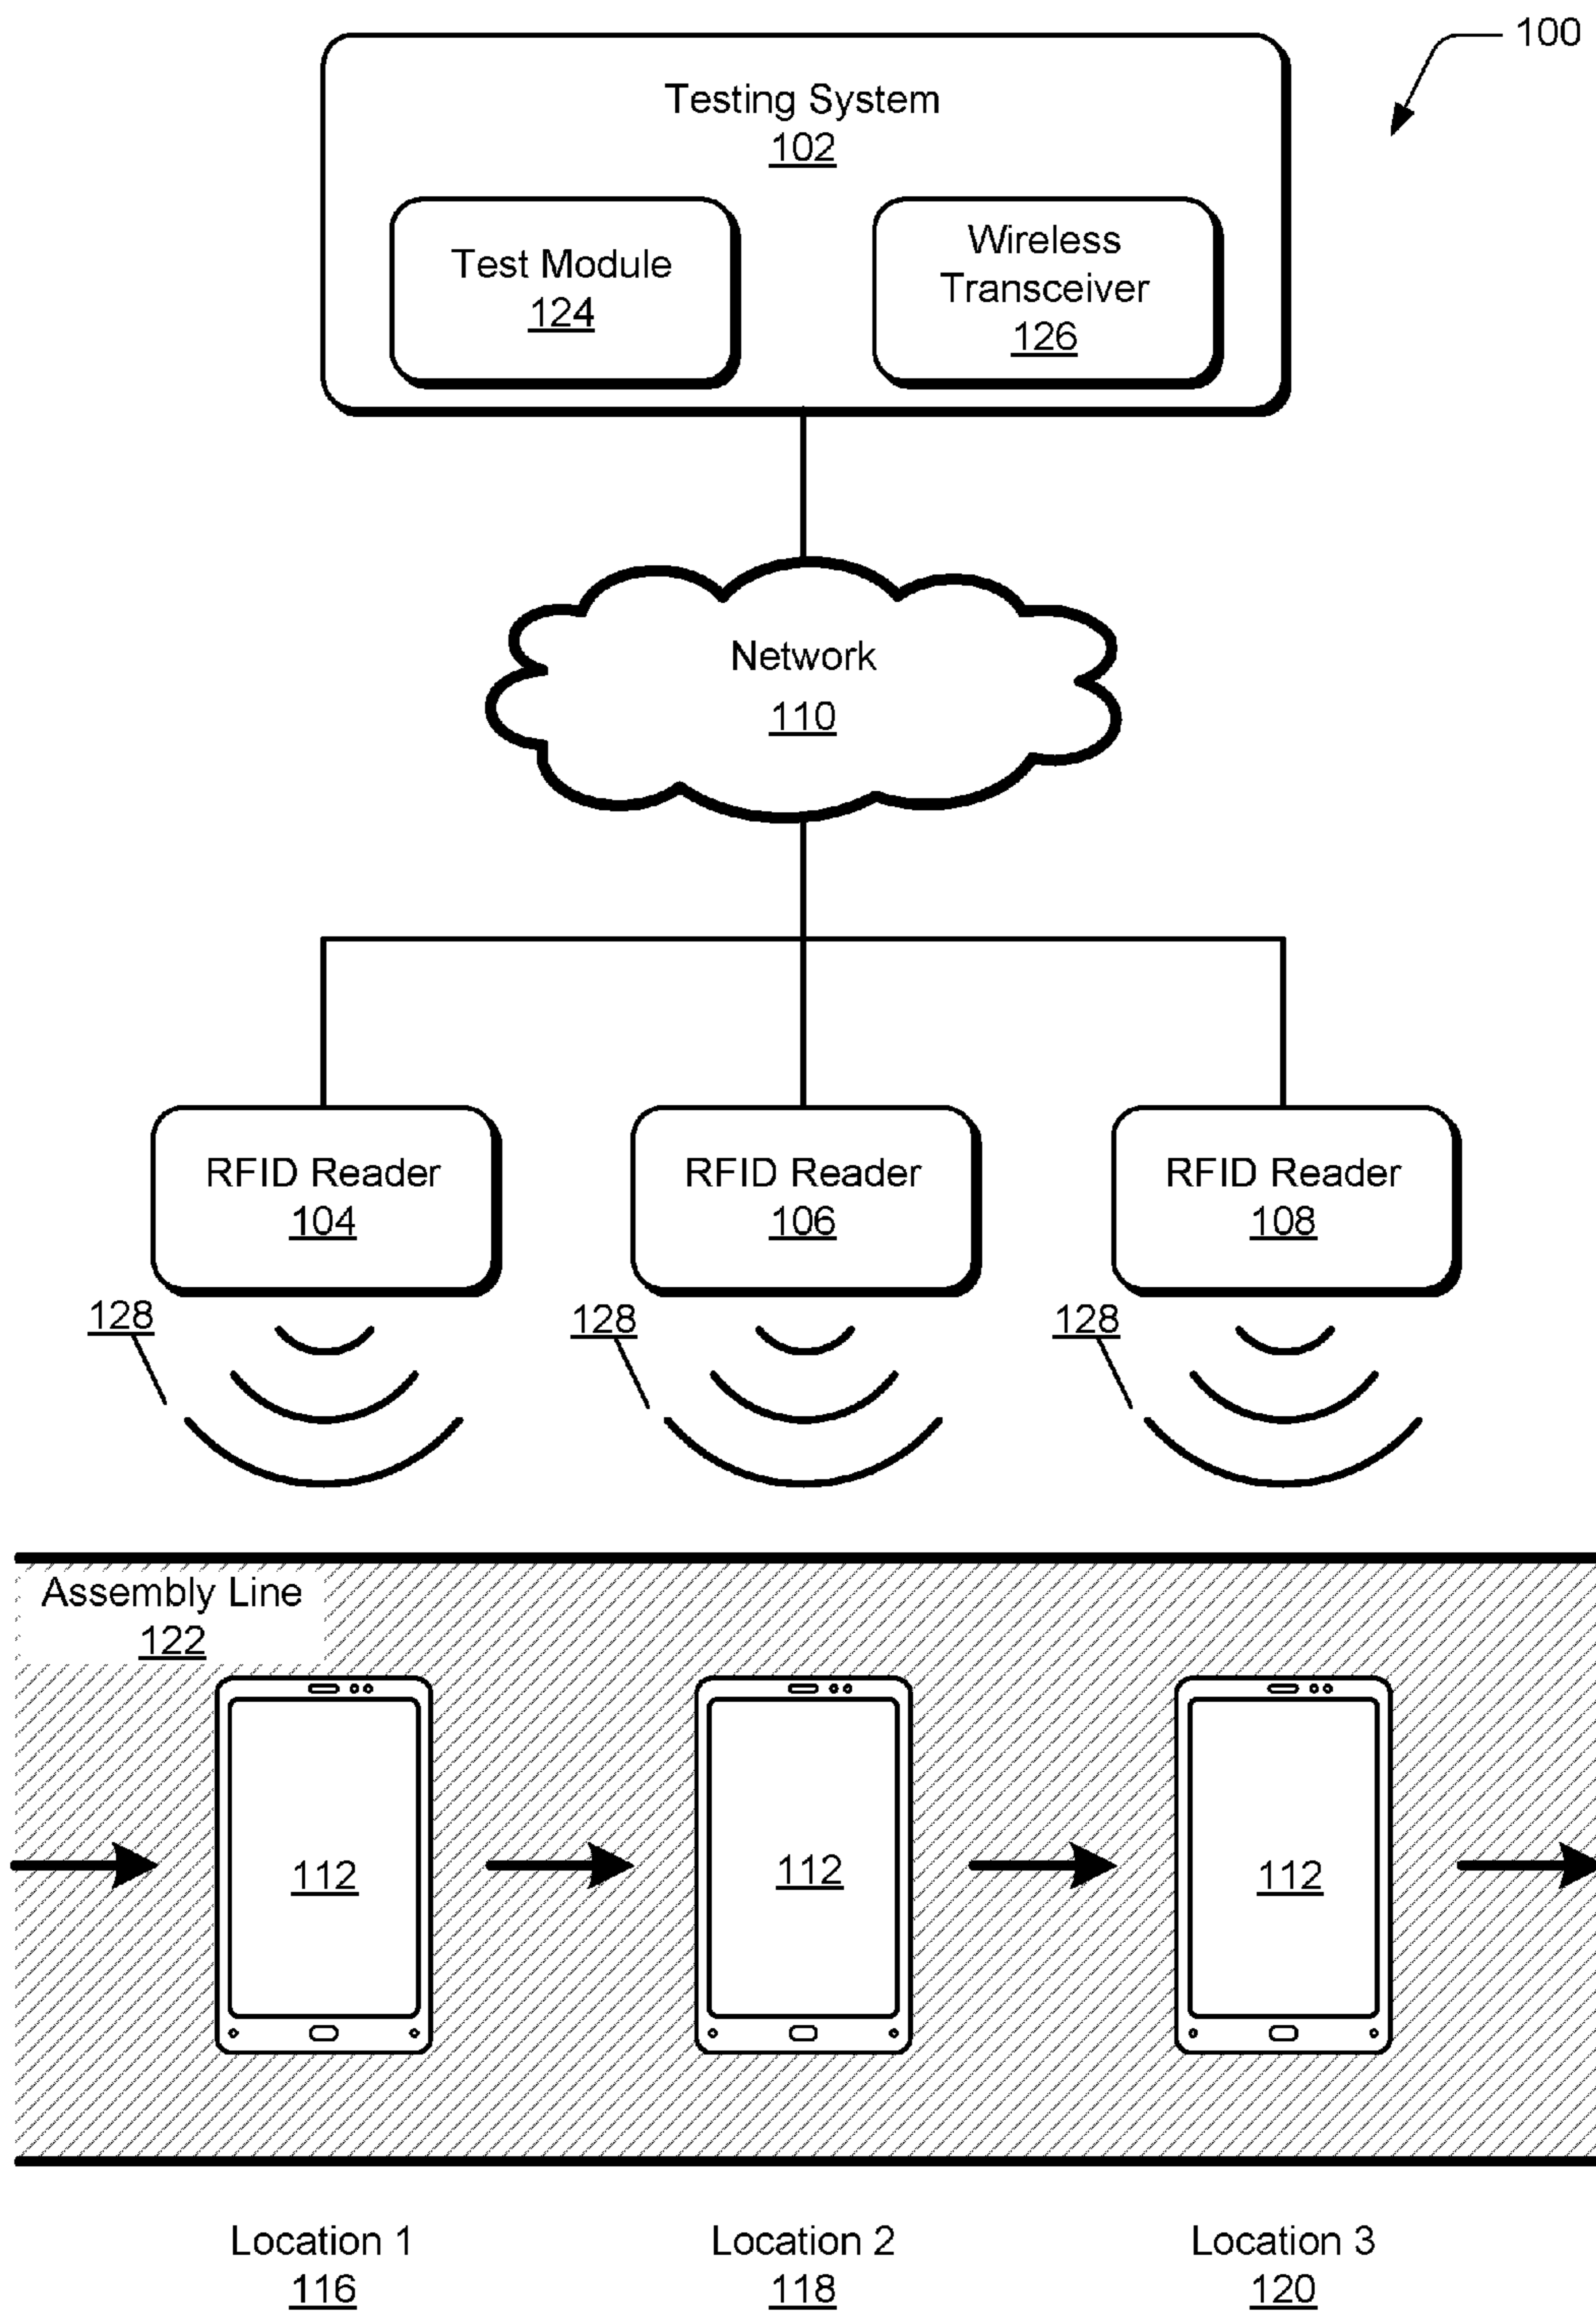 100
Testing System
102
Test Module
124
Wireless
Transceiver
126
Network
110
RFID Reader
104
RFID Reader
106
RFID Reader
108
128
128
128
Assembly Line
122
112
112
112
Location 1
116
Location 2
118
Location 3
120